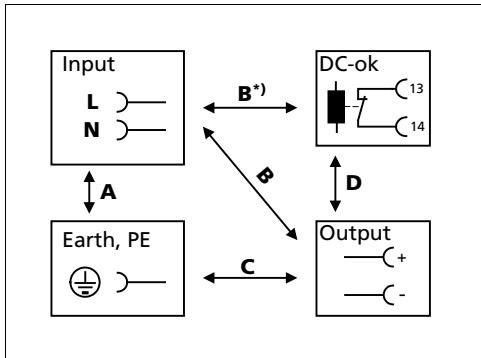 Input
L
N
B*)
DC-ok
13
14
A
B
D
Earth, PE
C
Output
+
-